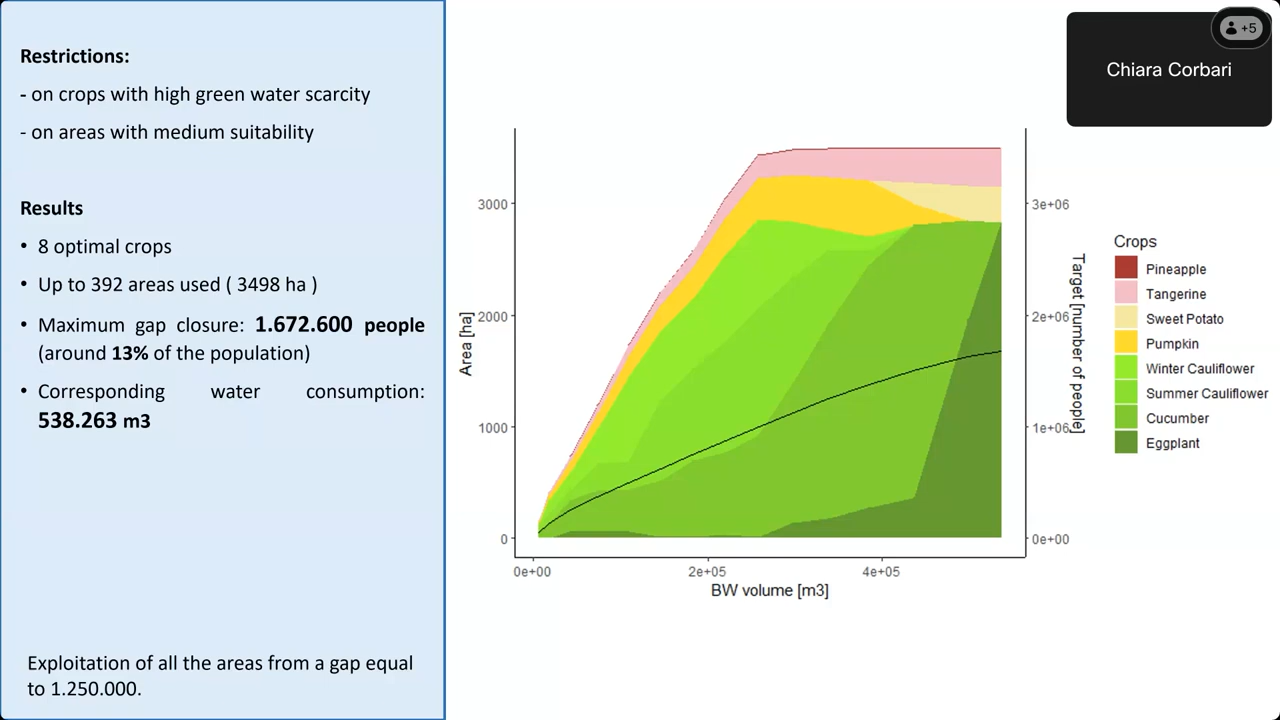 Restrictions:
- on crops with high green water scarcity
- on areas with medium suitability
Results
• 8 optimal crops
• Up to 392 areas used ( 3498 ha )
• Maximum gap closure: 1.672.600 people
(around 13% of the population)
• Corresponding water consumption:
538.263 m3
Exploitation of all the areas from a gap equal
to 1.250.000.
+5
Chiara Corbari
3000
2000
1000
0
Area [ha]
0e+00
2e+05
4e+05
BW volume [m3]
3e+06
2e+06
1e+06
0e+00
Target [number of people]
Crops
Pineapple
Tangerine
Sweet Potato
Pumpkin
Winter Cauliflower
Summer Cauliflower
Cucumber
Eggplant